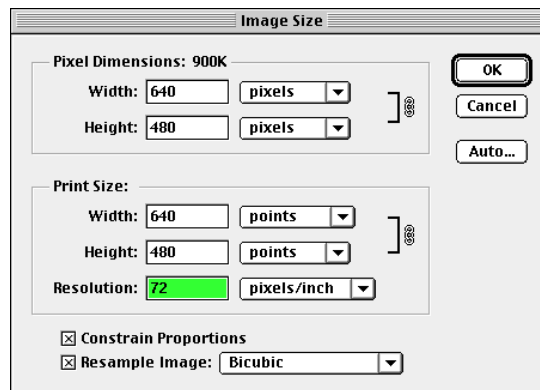 Image Size
Pixel Dimensions: 900K
Width: 640 pixels
Height: 480 pixels
OK
Cancel
Auto...
Print Size:
Width: 640 points
Height: 480 points
Resolution: 72 pixels/inch
Constrain Proportions
Resample Image: Bicubic